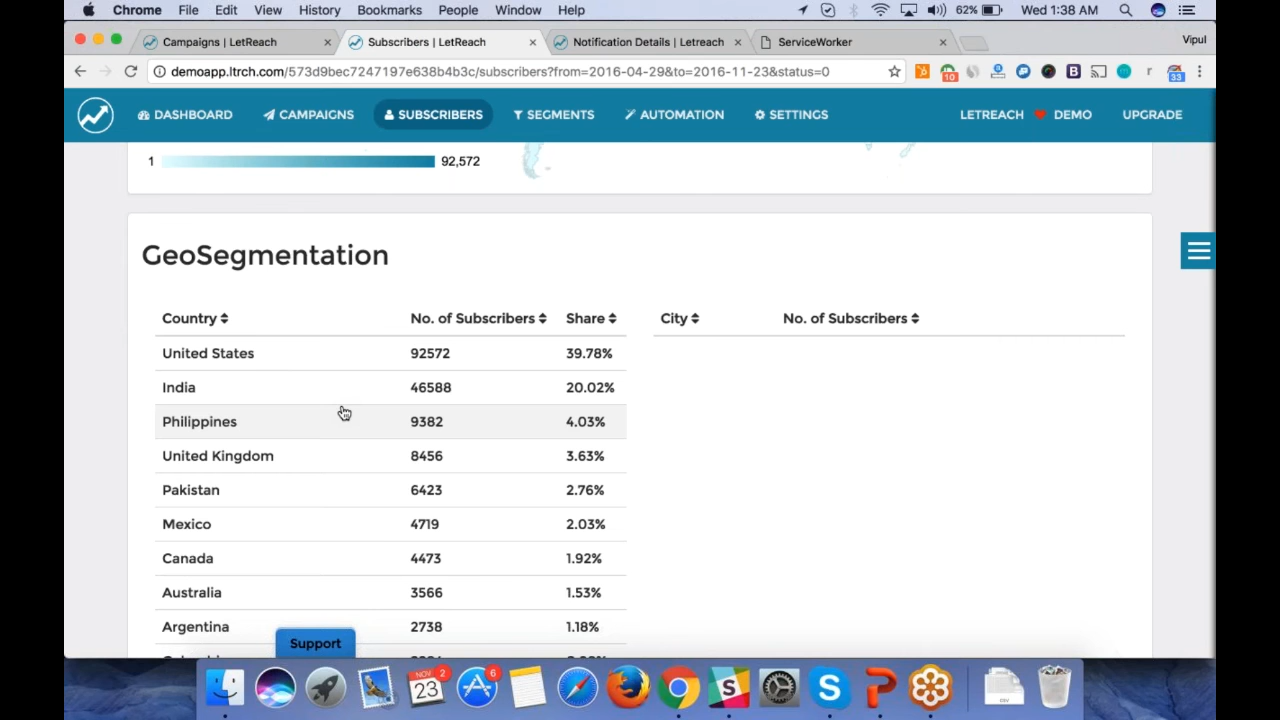 Chrome File Edit View History Bookmarks People Window Help 62% Wed 1:38 AM
Campaigns | LetReach Subscribers | LetReach Notification Details | Letreach ServiceWorker Vipul
demoapp.ltrch.com/573d9bec7247197e638b4b3c/subscribers?from=2016-04-29&to=2016-11-23&status=0 10 r 33
DASHBOARD CAMPAIGNS SUBSCRIBERS SEGMENTS AUTOMATION SETTINGS LETREACH DEMO UPGRADE
1 92,572
GeoSegmentation
Country No. of Subscribers Share City No. of Subscribers
United States 92572 39.78%
India 46588 20.02%
Philippines 9382 4.03%
United Kingdom 8456 3.63%
Pakistan 6423 2.76%
Mexico 4719 2.03%
Canada 4473 1.92%
Australia 3566 1.53%
Argentina 2738 1.18%
Support
NOV 2 6
23